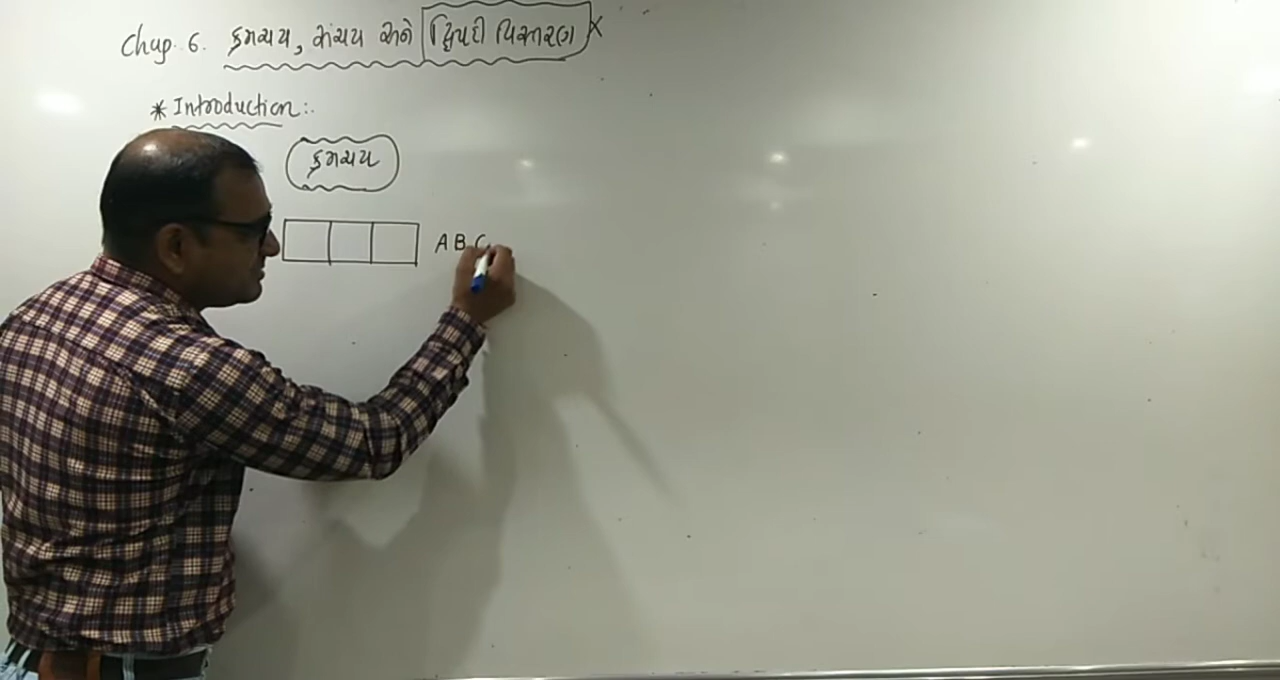 Chap. 6. ક્રમચય, સંચય અને દ્વિપદી વિસ્તરણ X
* Introduction:.
ક્રમચય
A B C